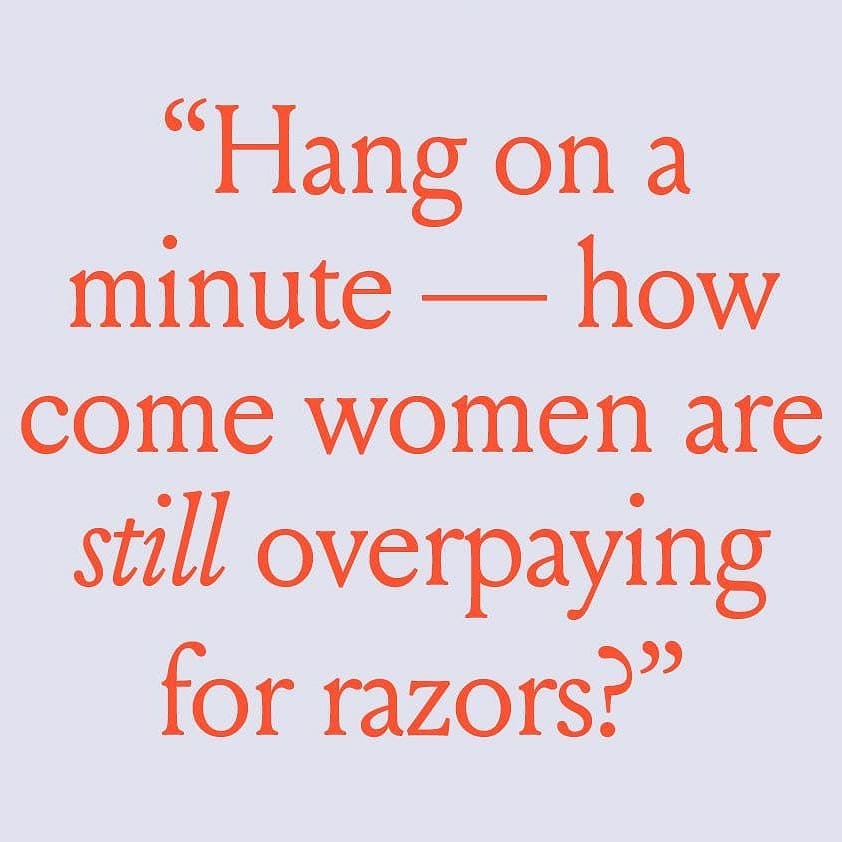 “Hang on a
minute — how
come women are
still overpaying
for razors?”